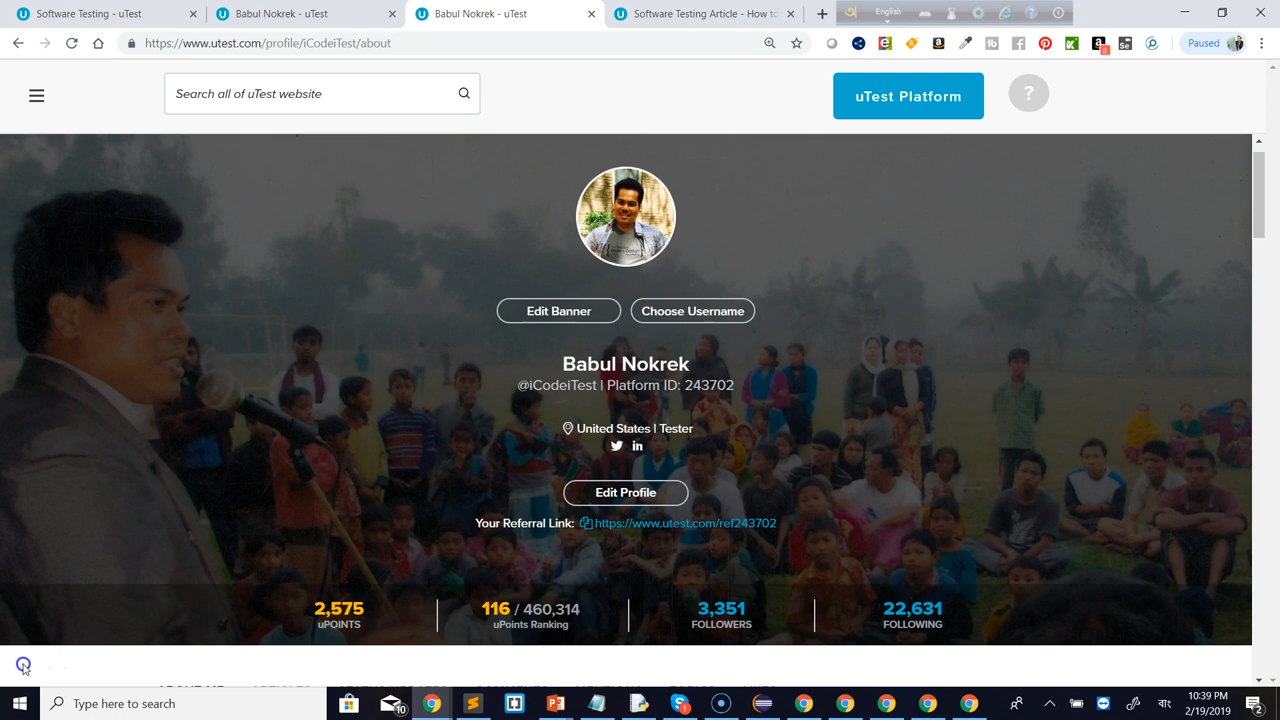 Software Testing - uTest
Babul Nokrek - uTest
Babul Nokrek - uTest
Software Testing Article - How to
English
https://www.utest.com/profile/iCodeiTest/about
Paused
Search all of uTest website
uTest Platform
?
Edit Banner
Choose Username
Babul Nokrek
@iCodeiTest | Platform ID: 243702
United States | Tester
Edit Profile
Your Referral Link: https://www.utest.com/ref243702
2,575
uPOINTS
116 / 460,314
uPoints Ranking
3,351
FOLLOWERS
22,631
FOLLOWING
Type here to search
10
1
বাং
10:39 PM
2/19/2019
2